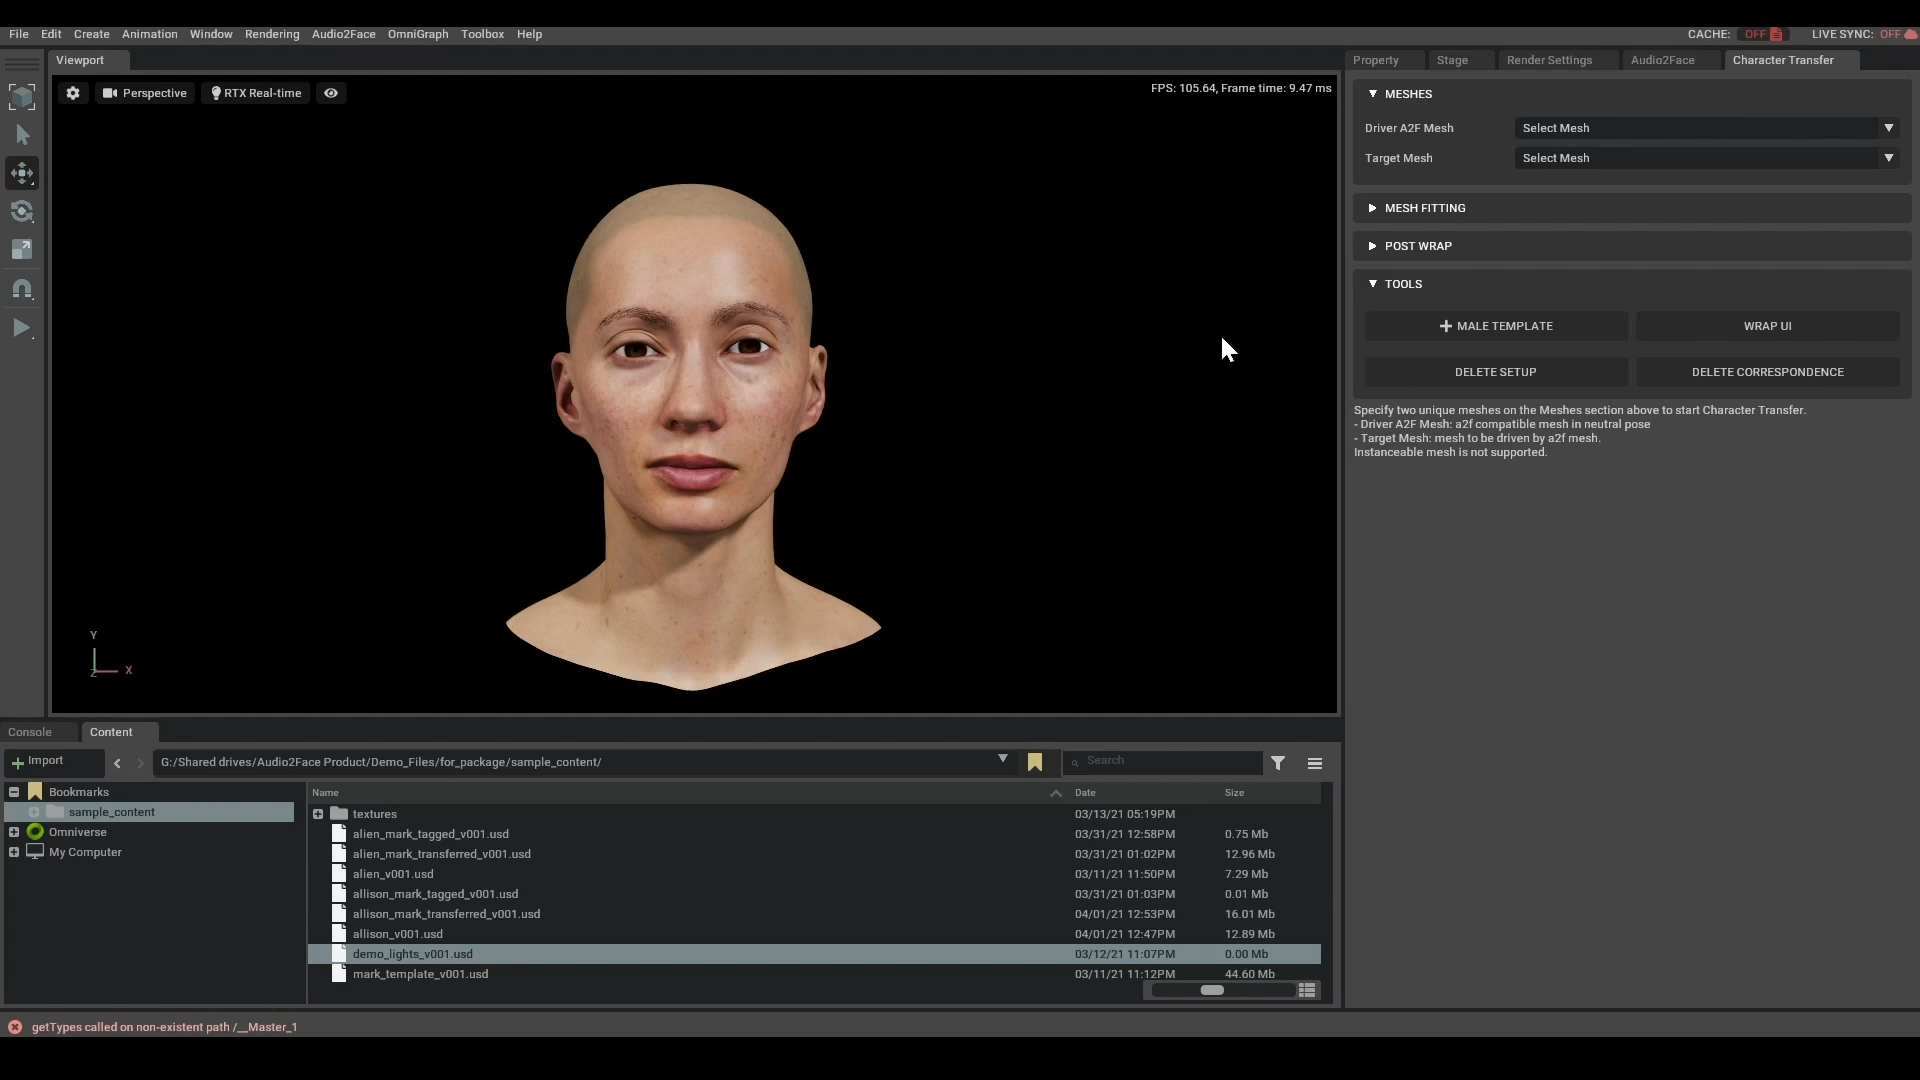 File Edit Create Animation Window Rendering Audio2Face OmniGraph Toolbox Help CACHE: OFF LIVE SYNC: OFF
Viewport
Perspective RTX Real-time
FPS: 105.64, Frame time: 9.47 ms
Y
Z X
Property Stage Render Settings Audio2Face Character Transfer
MESHES
Driver A2F Mesh Select Mesh
Target Mesh Select Mesh
MESH FITTING
POST WRAP
TOOLS
MALE TEMPLATE WRAP UI
DELETE SETUP DELETE CORRESPONDENCE
Specify two unique meshes on the Meshes section above to start Character Transfer.
- Driver A2F Mesh: a2f compatible mesh in neutral pose
- Target Mesh: mesh to be driven by a2f mesh.
Instanceable mesh is not supported.
Console Content
Import G:/Shared drives/Audio2Face Product/Demo_Files/for_package/sample_content/ Search
Bookmarks
sample_content
Omniverse
My Computer
Name Date Size
textures 03/13/21 05:19PM
alien_mark_tagged_v001.usd 03/31/21 12:58PM 0.75 Mb
alien_mark_transferred_v001.usd 03/31/21 01:02PM 12.96 Mb
alien_v001.usd 03/11/21 11:50PM 7.29 Mb
allison_mark_tagged_v001.usd 03/31/21 01:03PM 0.01 Mb
allison_mark_transferred_v001.usd 04/01/21 12:53PM 16.01 Mb
allison_v001.usd 04/01/21 12:47PM 12.89 Mb
demo_lights_v001.usd 03/12/21 11:07PM 0.00 Mb
mark_template_v001.usd 03/11/21 11:12PM 44.60 Mb
getTypes called on non-existent path /__Master_1